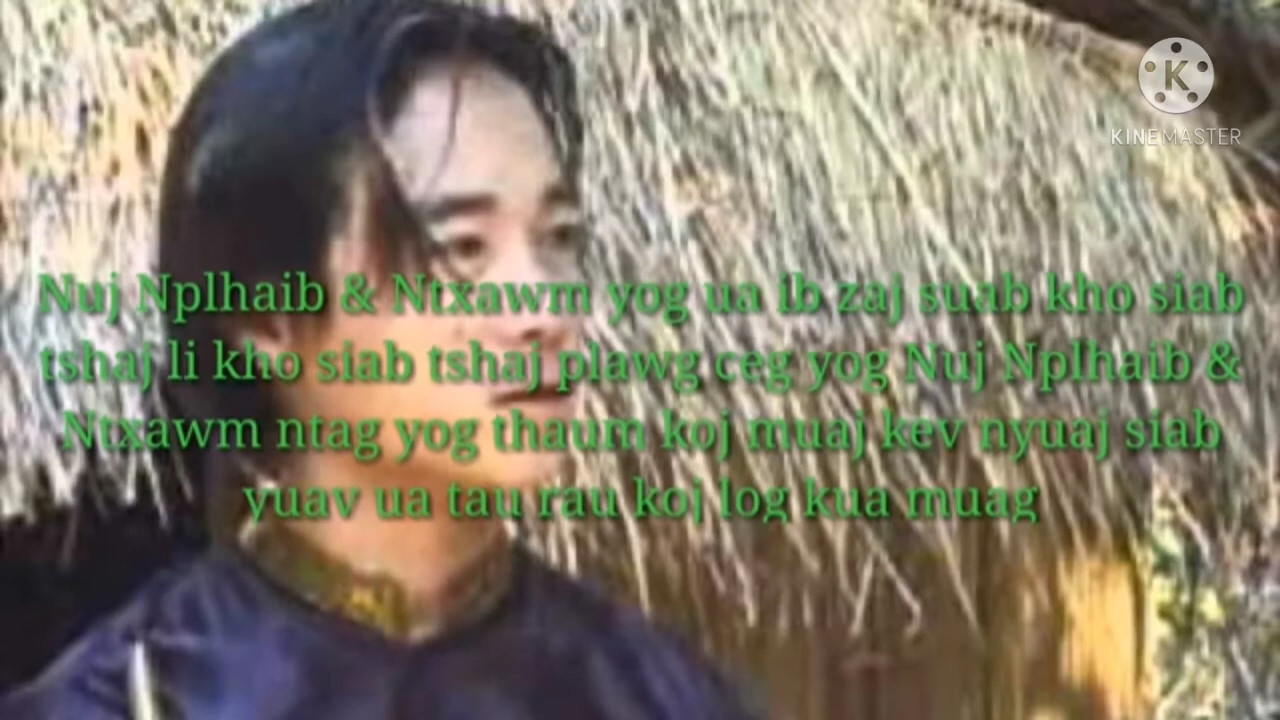 KINEMASTER
Nuj Nplhaib & Ntxawm yog ua ib zaj suab kho siab
tshaj li kho siab tshaj plawg ceg yog Nuj Nplhaib &
Ntxawm ntag yog thaum koj muaj kev nyuaj siab
yuav ua tau rau koj log kua muag